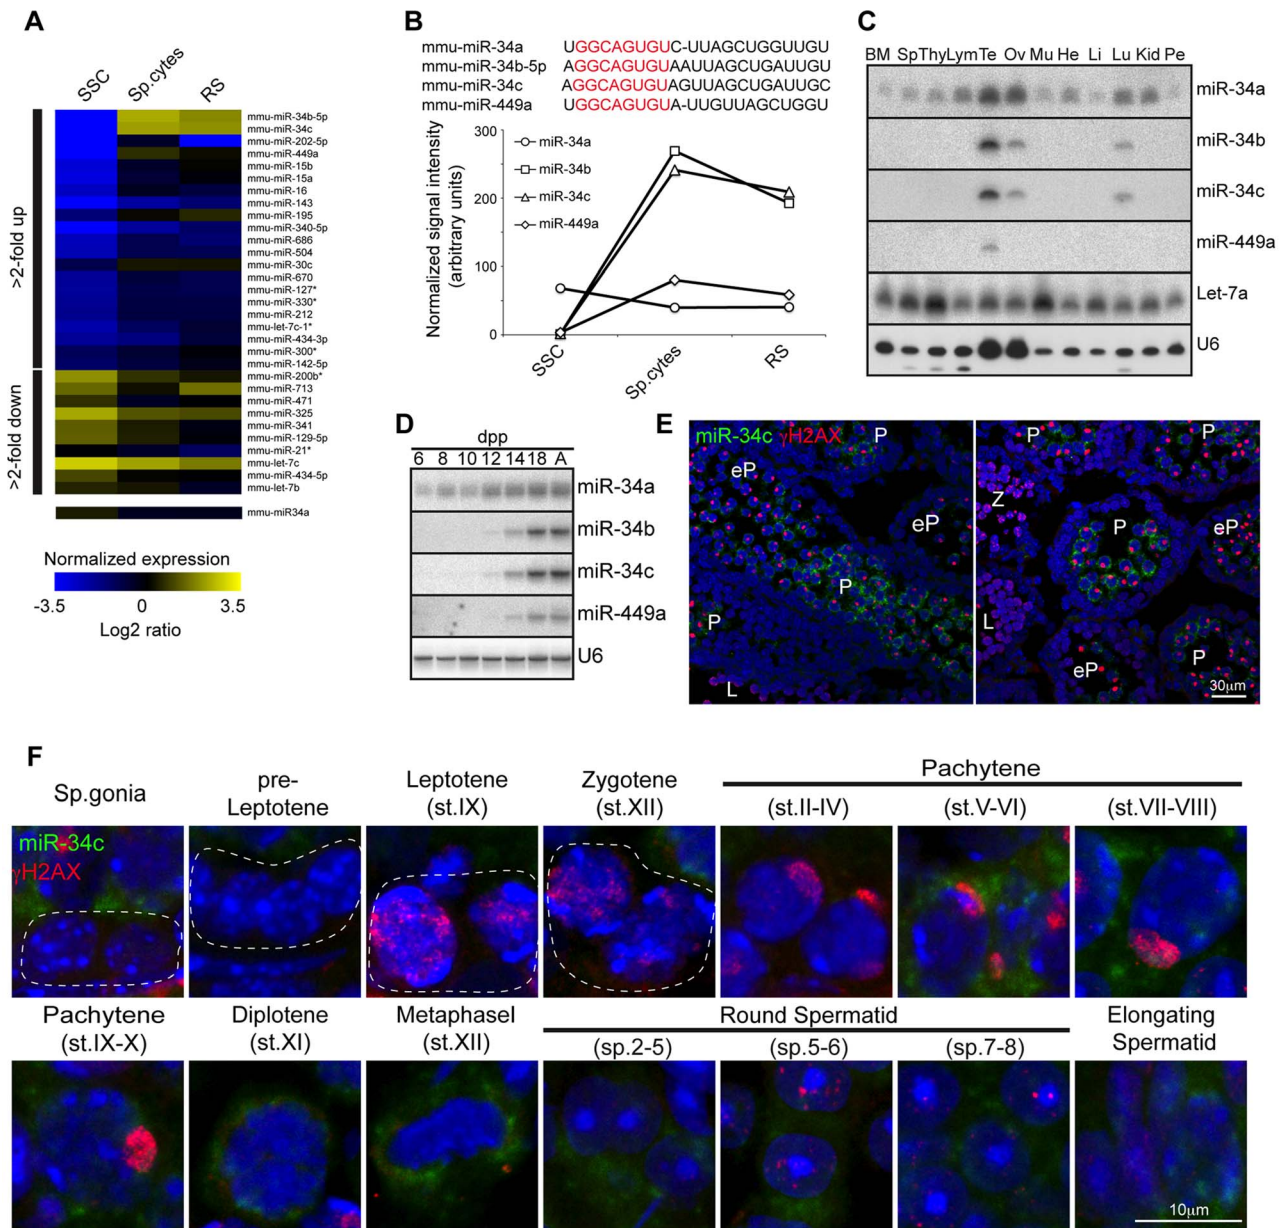 A
SSC
Sp.cytes
RS
>2-fold up
>2-fold down
mmu-miR-34b-5p
mmu-miR-34c
mmu-miR-202-5p
mmu-miR-449a
mmu-miR-15b
mmu-miR-15a
mmu-miR-16
mmu-miR-143
mmu-miR-195
mmu-miR-340-5p
mmu-miR-686
mmu-miR-504
mmu-miR-30c
mmu-miR-670
mmu-miR-127*
mmu-miR-330*
mmu-miR-212
mmu-let-7c-1*
mmu-miR-434-3p
mmu-miR-300*
mmu-miR-142-5p
mmu-miR-200b*
mmu-miR-713
mmu-miR-471
mmu-miR-325
mmu-miR-341
mmu-miR-129-5p
mmu-miR-21*
mmu-let-7c
mmu-miR-434-5p
mmu-let-7b
mmu-miR34a
Normalized expression
-3.5 0 3.5
Log2 ratio
B
mmu-miR-34a UGGCAGUGUC-UUAGCUGGUUGU
mmu-miR-34b-5p AGGCAGUGUAAUUAGCUGAUUGU
mmu-miR-34c AGGCAGUGUAGUUAGCUGAUUGC
mmu-miR-449a UGGCAGUGUA-UUGUUAGCUGGU
Normalized signal intensity
(arbitrary units)
300
200
100
0
miR-34a
miR-34b
miR-34c
miR-449a
SSC
Sp.cytes
RS
C
BM Sp Thy Lym Te Ov Mu He Li Lu Kid Pe
miR-34a
miR-34b
miR-34c
miR-449a
Let-7a
U6
D
dpp
6 8 10 12 14 18 A
miR-34a
miR-34b
miR-34c
miR-449a
U6
E
miR-34c γH2AX
P
eP
eP
P
P
L
P
P
Z
P
eP
L
eP
P
30μm
F
Sp.gonia
pre-
Leptotene
Leptotene
(st.IX)
Zygotene
(st.XII)
Pachytene
(st.II-IV)
(st.V-VI)
(st.VII-VIII)
miR-34c
γH2AX
Pachytene
(st.IX-X)
Diplotene
(st.XI)
MetaphaseI
(st.XII)
Round Spermatid
(sp.2-5)
(sp.5-6)
(sp.7-8)
Elongating
Spermatid
10μm